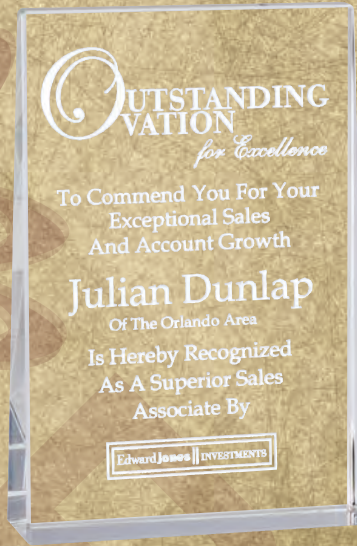 OUTSTANDING
OVATION
for Excellence
To Commend You For Your
Exceptional Sales
And Account Growth
Julian Dunlap
Of The Orlando Area
Is Hereby Recognized
As A Superior Sales
Associate By
Edward Jones INVESTMENTS